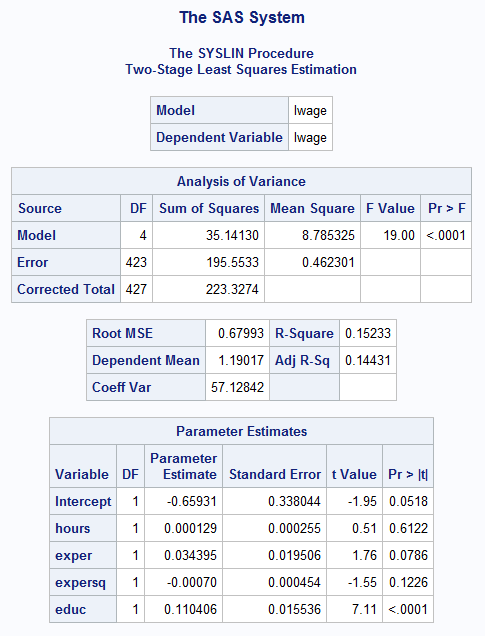 The SAS System
The SYSLIN Procedure
Two-Stage Least Squares Estimation
Model lwage
Dependent Variable lwage
Analysis of Variance
Source DF Sum of Squares Mean Square F Value Pr > F
Model 4 35.14130 8.785325 19.00 <.0001
Error 423 195.5533 0.462301
Corrected Total 427 223.3274
Root MSE 0.67993 R-Square 0.15233
Dependent Mean 1.19017 Adj R-Sq 0.14431
Coeff Var 57.12842
Parameter Estimates
Variable DF Parameter Estimate Standard Error t Value Pr > |t|
Intercept 1 -0.65931 0.338044 -1.95 0.0518
hours 1 0.000129 0.000255 0.51 0.6122
exper 1 0.034395 0.019506 1.76 0.0786
expersq 1 -0.00070 0.000454 -1.55 0.1226
educ 1 0.110406 0.015536 7.11 <.0001